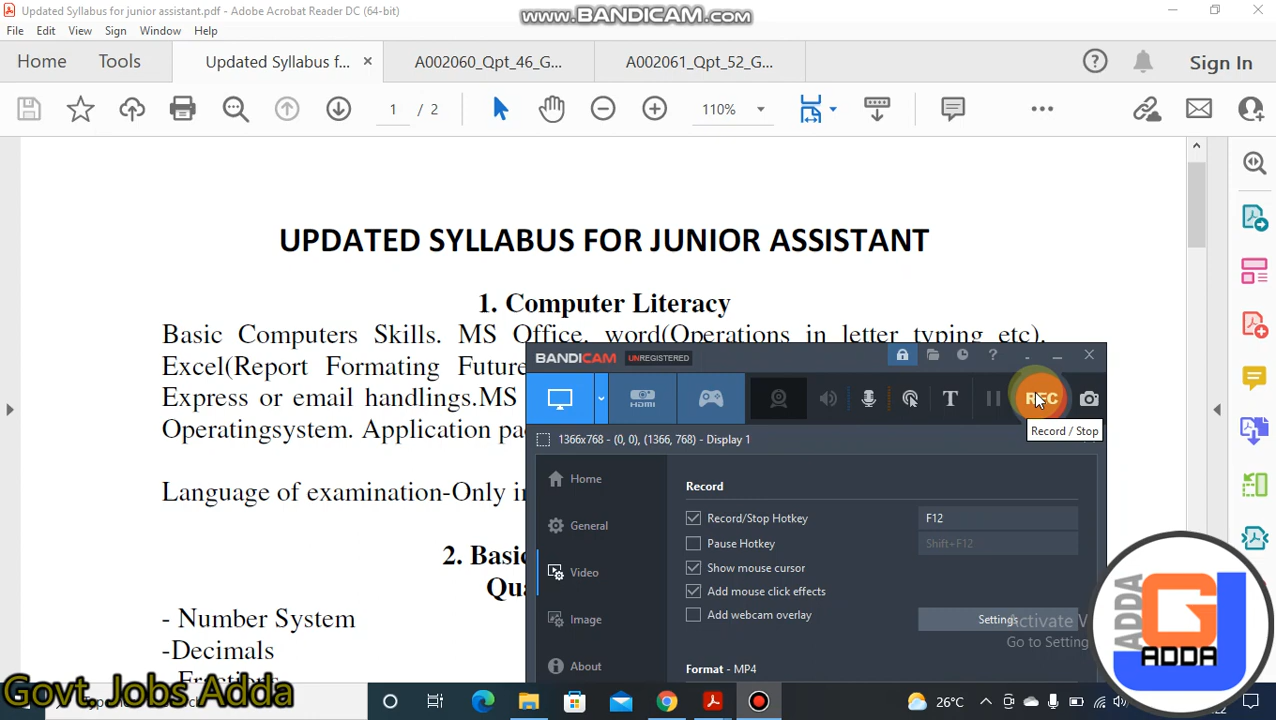 Updated Syllabus for junior assistant.pdf - Adobe Acrobat Reader DC (64-bit)
www.BANDICAM.com
File Edit View Sign Window Help
Home Tools Updated Syllabus f... A002060_Qpt_46_G... A002061_Qpt_52_G... Sign In
1 / 2 110%
UPDATED SYLLABUS FOR JUNIOR ASSISTANT
1. Computer Literacy
Basic Computers Skills. MS Office. word(Operations in letter typing etc).
Excel(Report Formating Future
Express or email handlings.MS
Operatingsystem. Application pa
Language of examination-Only in
2. Basic
Qua
- Number System
-Decimals
BANDICAM UNREGISTERED
HDMI T REC
Record / Stop
1366x768 - (0, 0), (1366, 768) - Display 1
Home
General
Video
Image
About
Record
Record/Stop Hotkey F12
Pause Hotkey Shift+F12
Show mouse cursor
Add mouse click effects
Add webcam overlay Settings
Format - MP4
Activate
Go to Setting
ADDA
J
ADDA
Govt. Jobs Adda
26°C